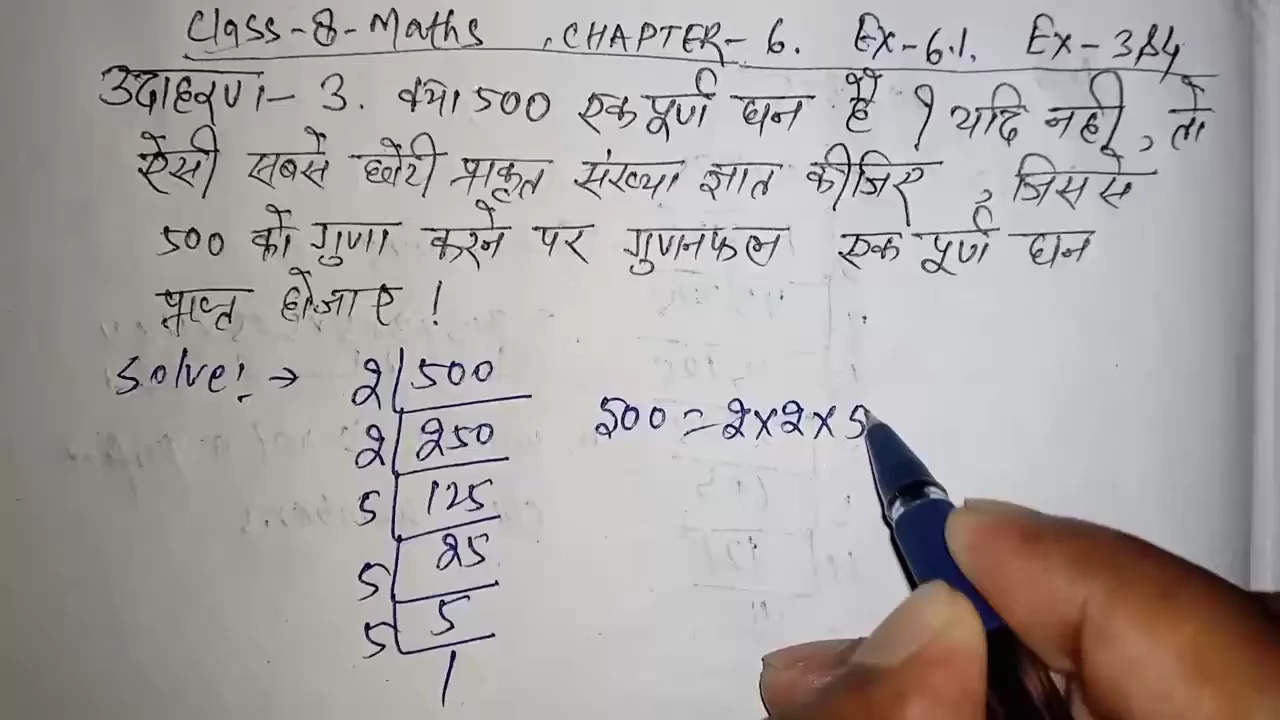 Class-8-Maths , CHAPTER-6. Ex-6.1. Ex-3&4
उदाहरण-3. क्या 500 एक पूर्ण घन है ? यदि नहीं, तो
ऐसी सबसे छोटी प्राकृत संख्या ज्ञात कीजिए, जिससे
500 को गुणा करने पर गुणनफल एक पूर्ण घन
प्राप्त होजाए !
Solve! →
2 | 500
2 | 250
5 | 125
5 | 25
5 | 5
1
500 = 2×2×5